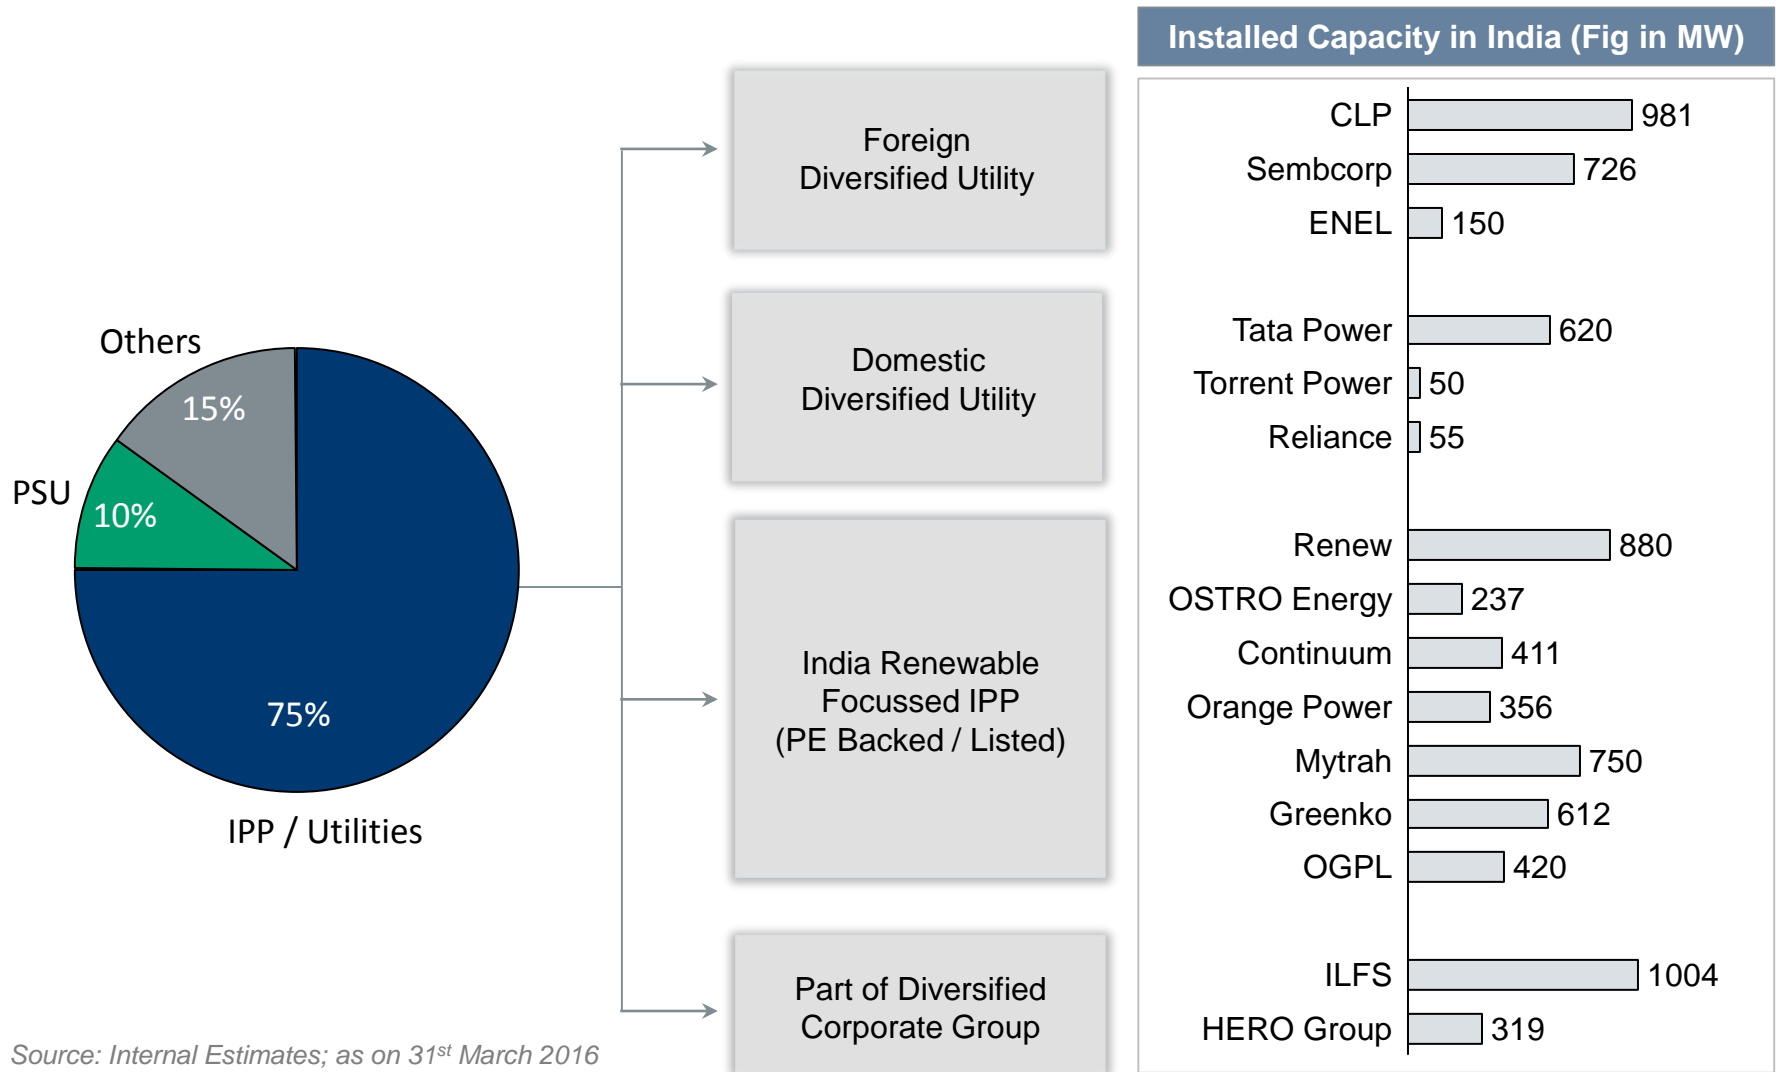 Installed Capacity in India (Fig in MW)
Others
15%
PSU
10%
75%
IPP / Utilities
Foreign
Diversified Utility
Domestic
Diversified Utility
India Renewable
Focussed IPP
(PE Backed / Listed)
Part of Diversified
Corporate Group
CLP 981
Sembcorp 726
ENEL 150
Tata Power 620
Torrent Power 50
Reliance 55
Renew 880
OSTRO Energy 237
Continuum 411
Orange Power 356
Mytrah 750
Greenko 612
OGPL 420
ILFS 1004
HERO Group 319
Source: Internal Estimates; as on 31st March 2016